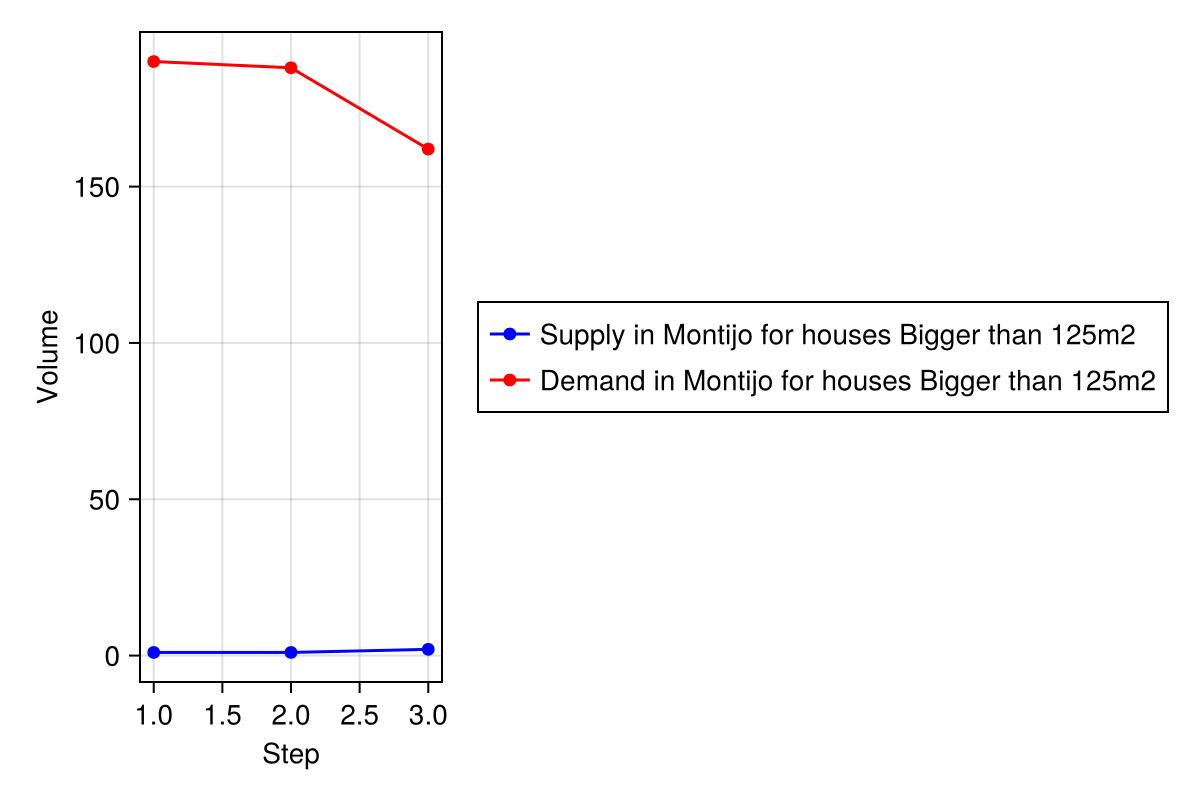 Volume
150
100
50
0
1.0 1.5 2.0 2.5 3.0
Step
Supply in Montijo for houses Bigger than 125m2
Demand in Montijo for houses Bigger than 125m2